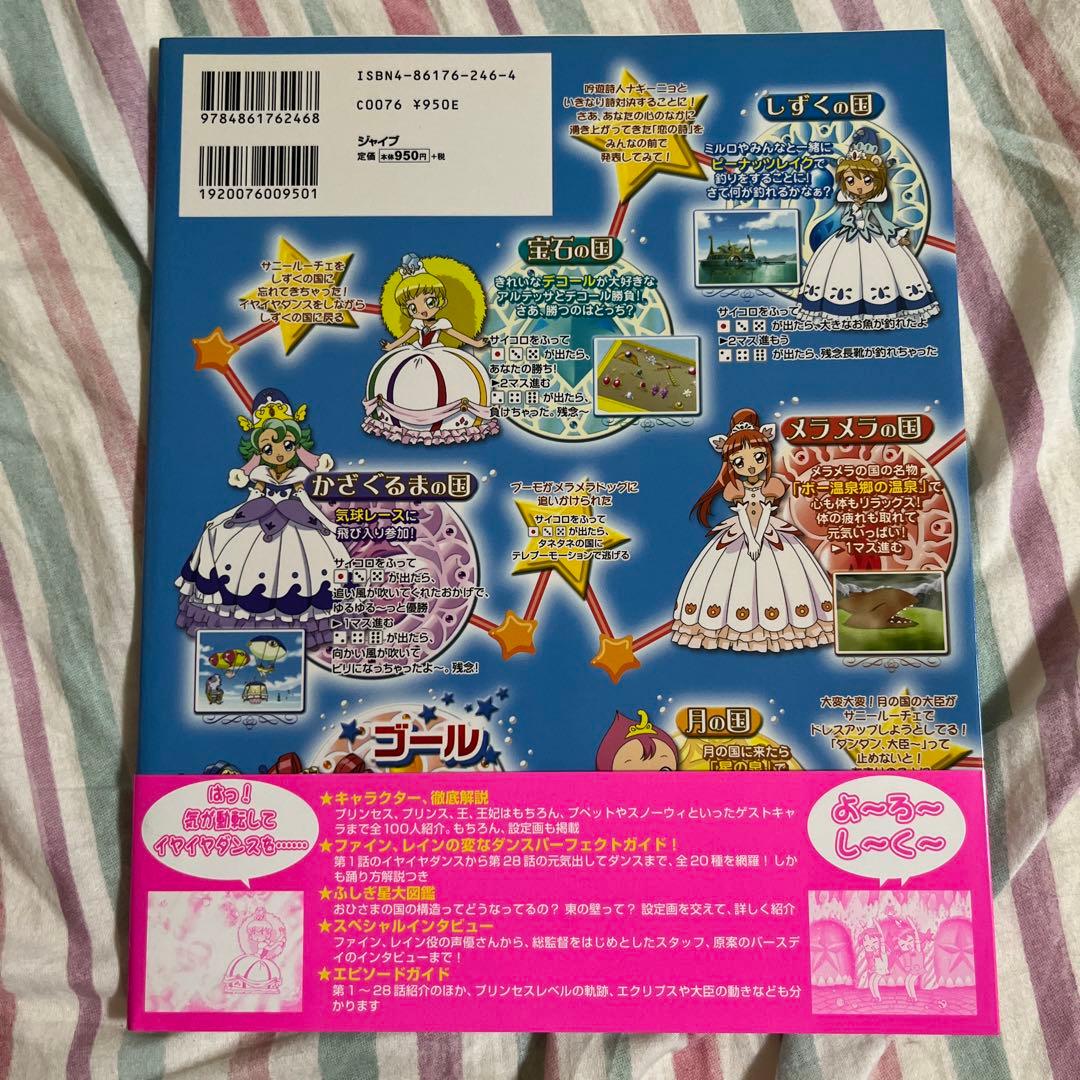 ISBN4-86176-246-4
C0076 ¥950E
9784861762468
ジャイブ
定価 本体950円+税
1920076009501
吟遊詩人ナギーニョと
いきなり詩対決することに!
さあ、あなたの心のなかに
湧き上がってきた「恋の詩」を
みんなの前で
発表してみて!
しずくの国
ミルロやみんなと一緒に
ピーナッツレイクで
釣りをすることに!
さて何が釣れるかなぁ?
サイコロをふって
が出たら、大きなお魚が釣れたよ
▶2マス進もう
が出たら、残念長靴が釣れちゃった
宝石の国
きれいなデコールが大好きな
アルテッサとデコール勝負!
さあ、勝つのはどっち?
サイコロをふって
が出たら、
あなたの勝ち!
▶2マス進む
が出たら、
負けちゃった。残念〜
サニールーチェを
しずくの国に
忘れてきちゃった!
イヤイヤダンスをしながら
しずくの国に戻る
メラメラの国
メラメラの国の名物
「ボー温泉郷の温泉」で
心も体もリラックス!
体の疲れも取れて
元気いっぱい!
▶1マス進む
かざぐるまの国
気球レースに
飛び入り参加!
サイコロをふって
が出たら、
追い風が吹いてくれたおかげで、
ゆるゆる〜っと優勝
▶1マス進む
が出たら、
向かい風が吹いて
ビリになっちゃったよ〜。残念!
プーモがメラメラドッグに
追いかけられた
サイコロをふって
が出たら、
タネタネの国に
テレプーモーションで逃げる
ゴール
月の国
月の国に来たら
「星の泉」で
大変大変!月の国の大臣が
サニールーチェで
ドレスアップしようとしてる!
「タンタン、大臣〜」って
止めないと!
はっ!
気が動転して
イヤイヤダンスを……
★キャラクター、徹底解説
プリンセス、プリンス、王、王妃はもちろん、プペットやスノーウィといったゲストキャ
ラまで全100人紹介。もちろん、設定画も掲載
★ファイン、レインの変なダンスパーフェクトガイド!
第1話のイヤイヤダンスから第28話の元気出してダンスまで、全20種を網羅!しか
も踊り方解説つき
★ふしぎ星大図鑑
おひさまの国の構造ってどうなってるの? 東の壁って? 設定画を交えて、詳しく紹介
★スペシャルインタビュー
ファイン、レイン役の声優さんから、総監督をはじめとしたスタッフ、原案のバースデ
イのインタビューまで!
★エピソードガイド
第1〜28話紹介のほか、プリンセスレベルの軌跡、エクリプスや大臣の動きなども分
かります
よ〜ろ〜
し〜く〜